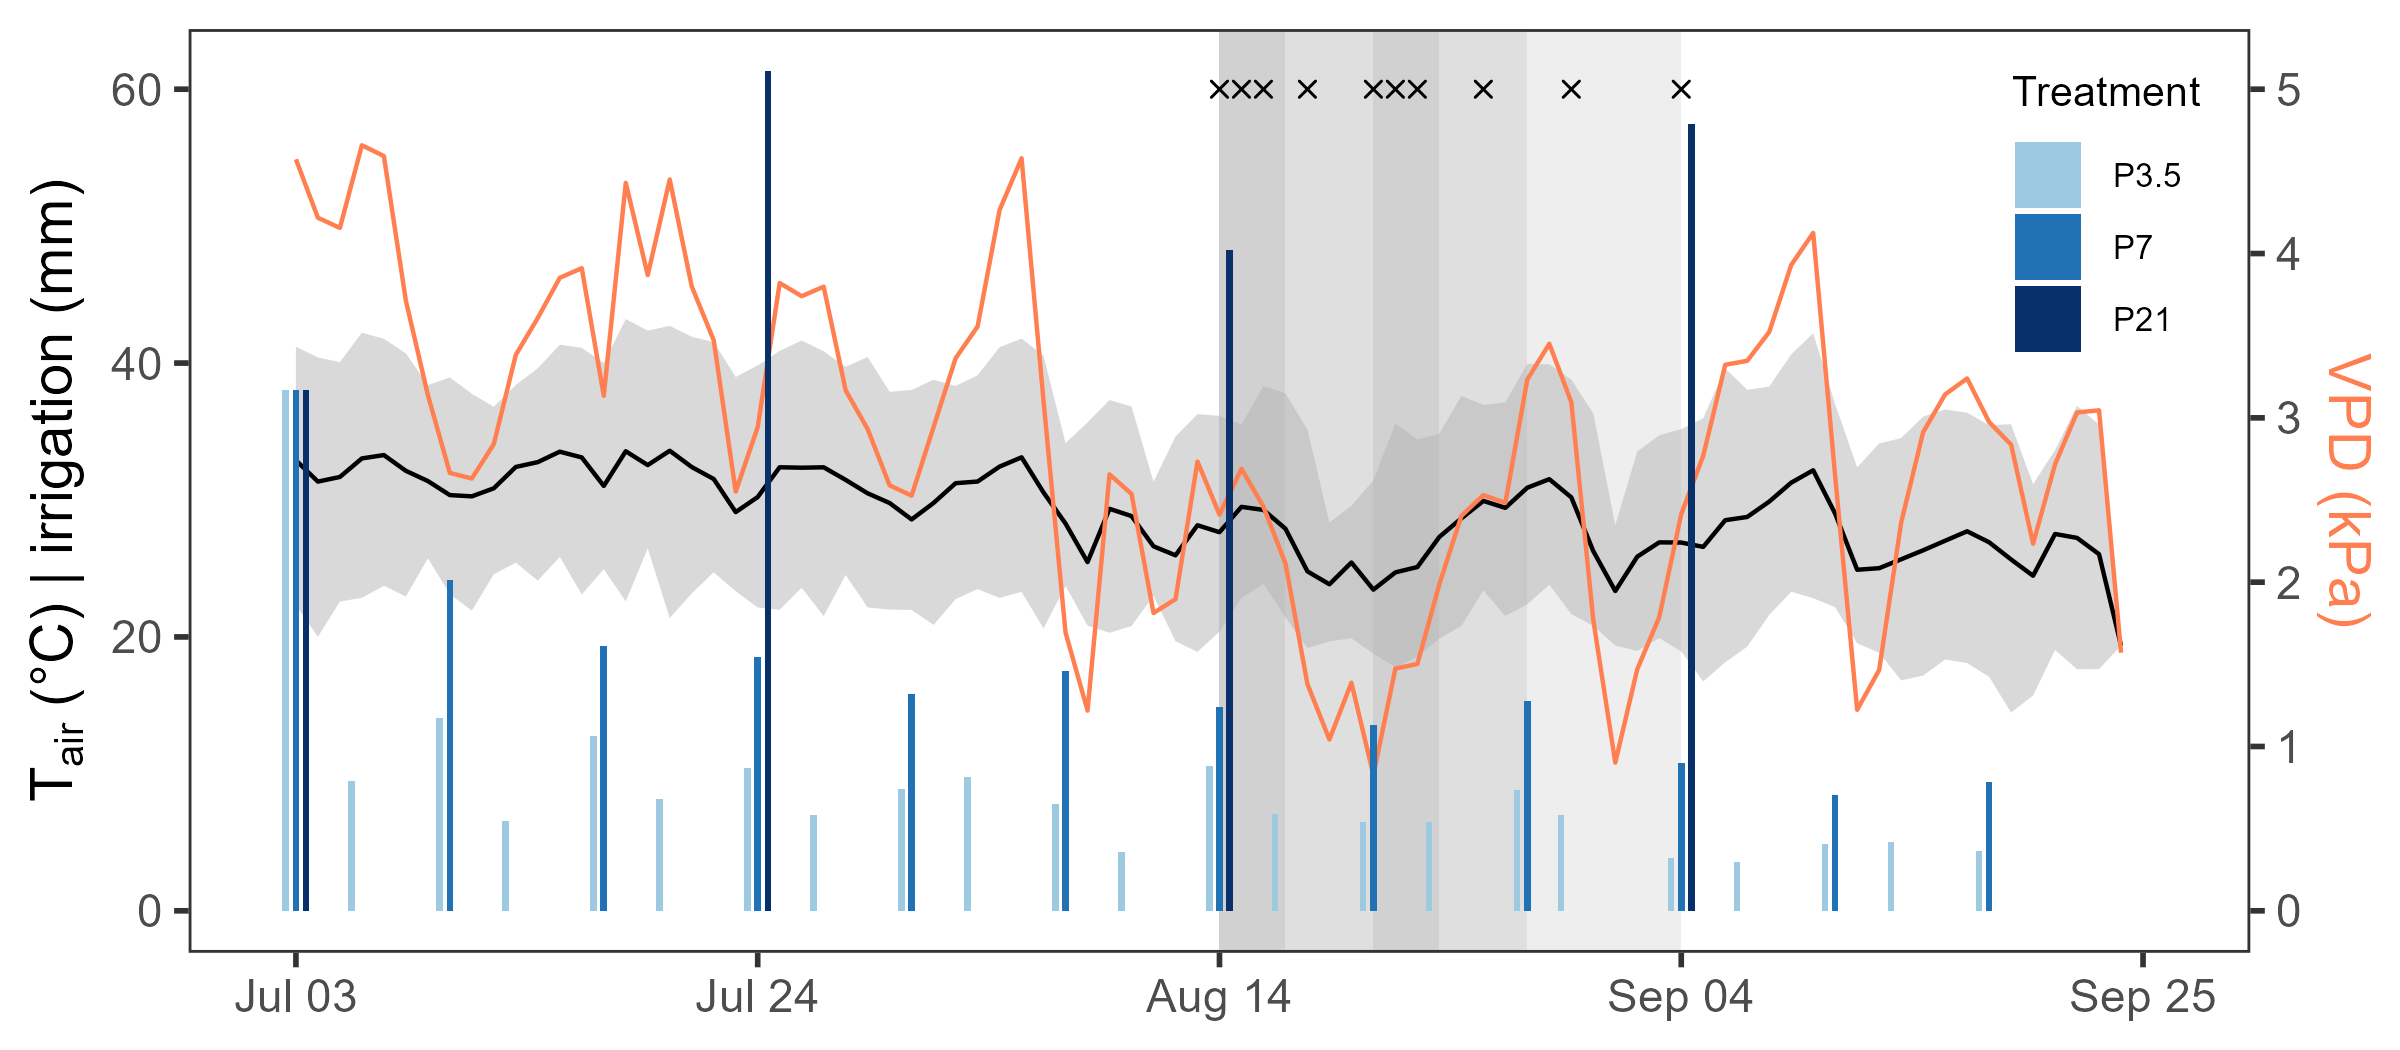 Tair (°C) | irrigation (mm)
60
40
20
0
Jul 03
Jul 24
Aug 14
Sep 04
Sep 25
5
4
3
2
1
0
VPD (kPa)
Treatment
P3.5
P7
P21